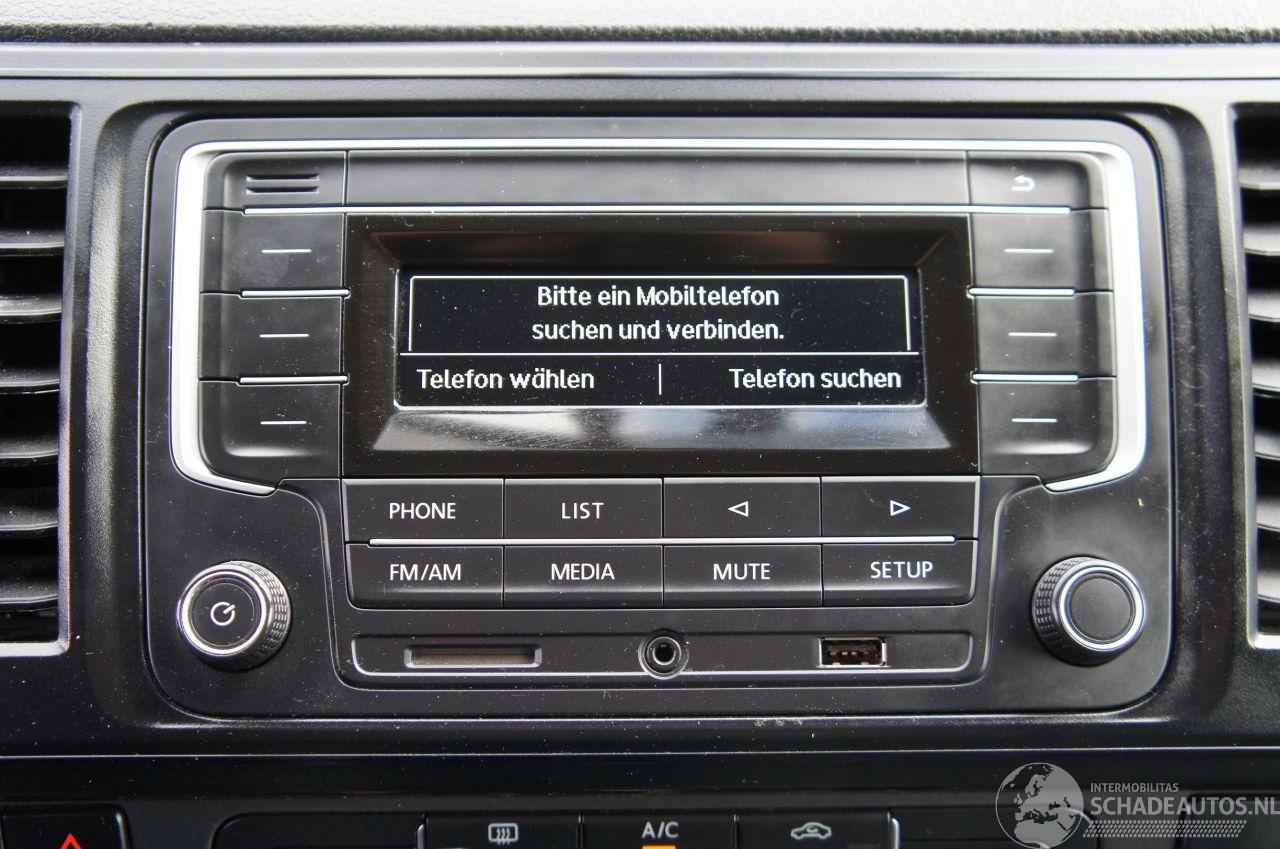 Bitte ein Mobiltelefon
suchen und verbinden.
Telefon wählen | Telefon suchen
PHONE LIST
FM/AM MEDIA MUTE SETUP
A/C
INTERMOBILITAS
SCHADEAUTOS.NL